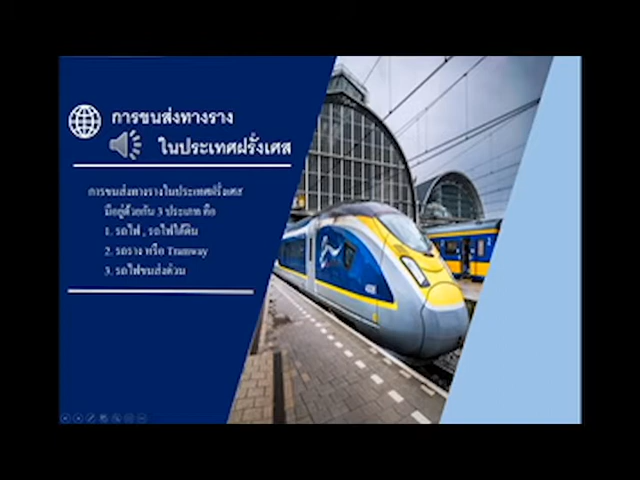 การขนส่งทางราง
ในประเทศฝรั่งเศส
การขนส่งทางรางในประเทศฝรั่งเศส
มีอยู่ด้วยกัน 3 ประเภท คือ
1. รถไฟ , รถไฟใต้ดิน
2. รถราง หรือ Tramway
3. รถไฟขนส่งด่วน